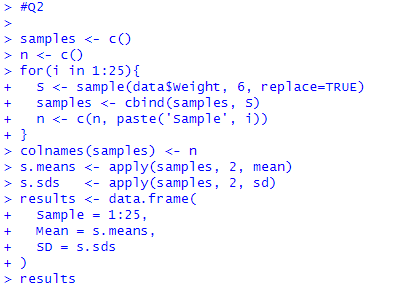 > #Q2
>
> samples <- c()
> n <- c()
> for(i in 1:25){
+   S <- sample(data$Weight, 6, replace=TRUE)
+   samples <- cbind(samples, S)
+   n <- c(n, paste('Sample', i))
+ }
> colnames(samples) <- n
> s.means <- apply(samples, 2, mean)
> s.sds   <- apply(samples, 2, sd)
> results <- data.frame(
+   Sample = 1:25,
+   Mean = s.means,
+   SD = s.sds
+ )
> results